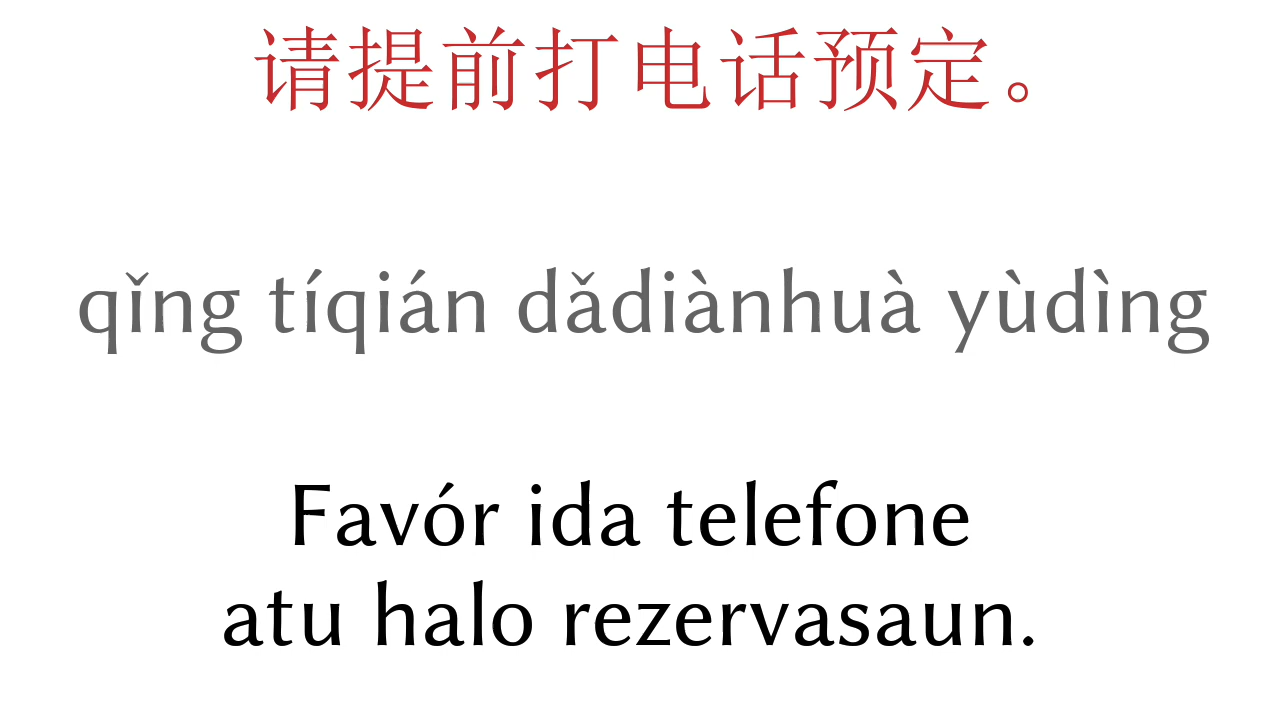 请提前打电话预定。
qǐng tíqián dǎdiànhuà yùdìng
Favór ida telefone
atu halo rezervasaun.